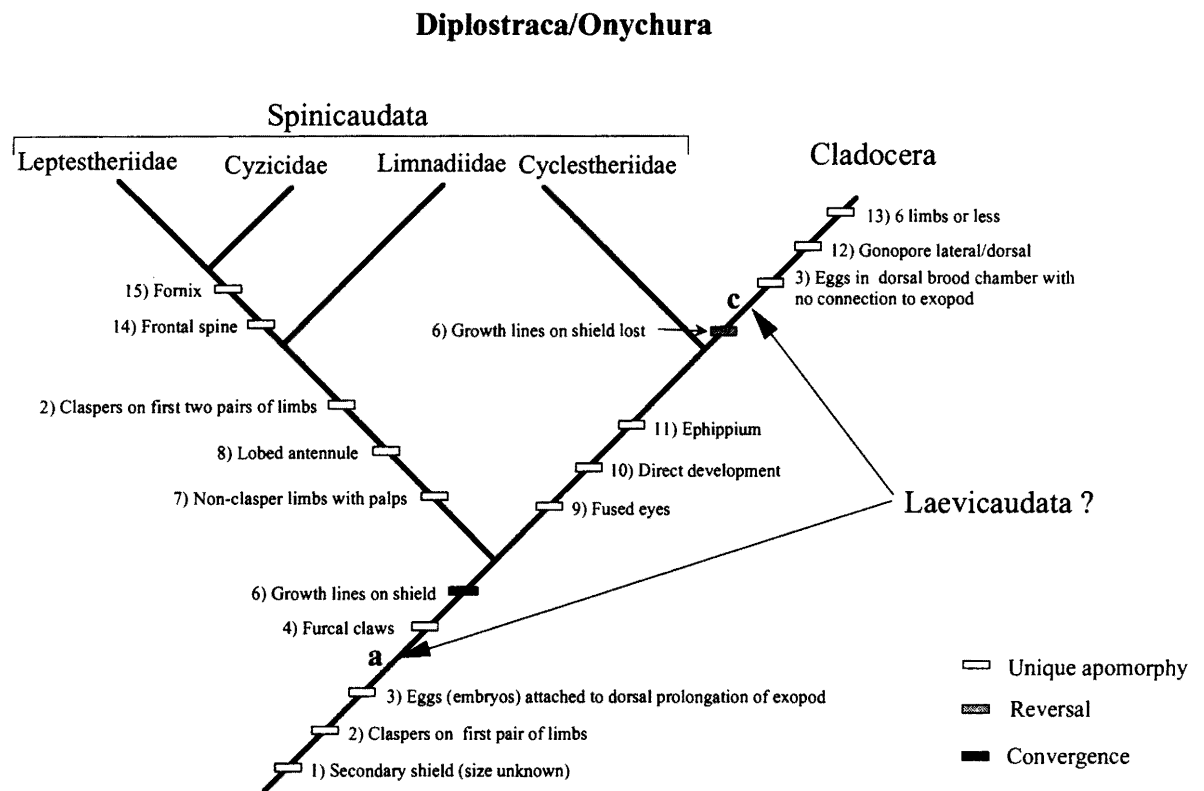 Diplostraca/Onychura
Spinicaudata
Leptestheriidae
Cyzicidae
Limnadiidae
Cyclestheriidae
Cladocera
13) 6 limbs or less
12) Gonopore lateral/dorsal
3) Eggs in dorsal brood chamber with
no connection to exopod
c
6) Growth lines on shield lost
15) Fornix
14) Frontal spine
2) Claspers on first two pairs of limbs
8) Lobed antennule
7) Non-clasper limbs with palps
11) Ephippium
10) Direct development
9) Fused eyes
Laevicaudata ?
6) Growth lines on shield
4) Furcal claws
a
3) Eggs (embryos) attached to dorsal prolongation of exopod
2) Claspers on first pair of limbs
1) Secondary shield (size unknown)
Unique apomorphy
Reversal
Convergence